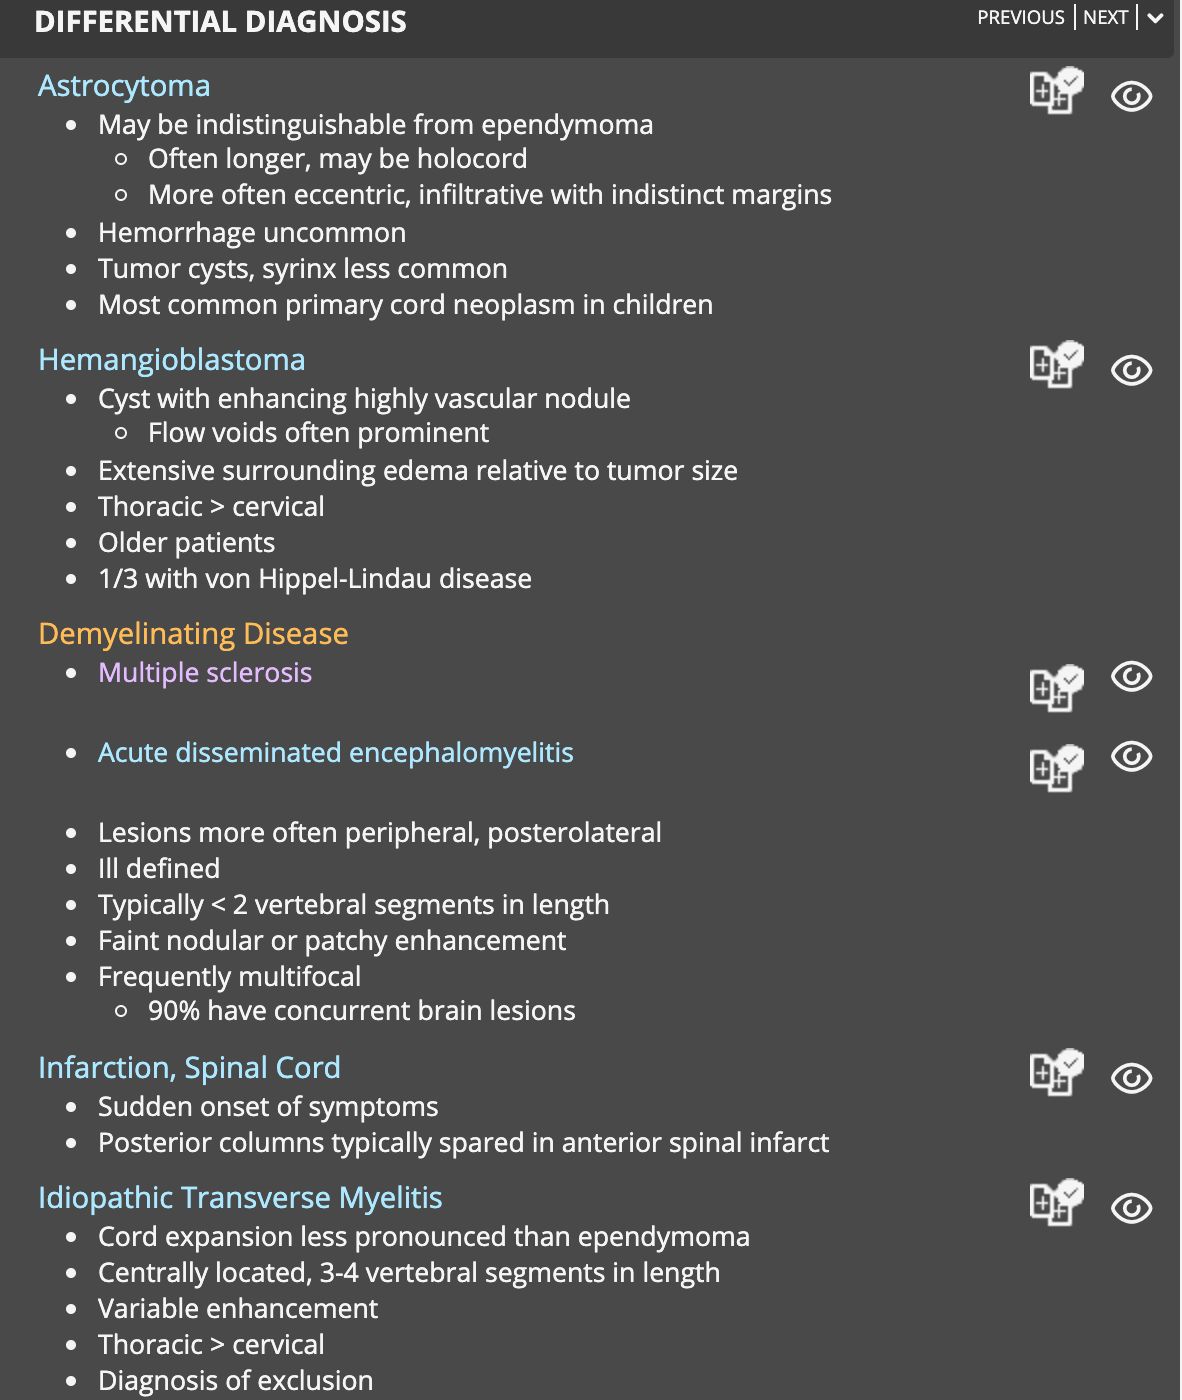 DIFFERENTIAL DIAGNOSIS
PREVIOUS | NEXT |
Astrocytoma
• May be indistinguishable from ependymoma
○ Often longer, may be holocord
○ More often eccentric, infiltrative with indistinct margins
• Hemorrhage uncommon
• Tumor cysts, syrinx less common
• Most common primary cord neoplasm in children
Hemangioblastoma
• Cyst with enhancing highly vascular nodule
○ Flow voids often prominent
• Extensive surrounding edema relative to tumor size
• Thoracic > cervical
• Older patients
• 1/3 with von Hippel-Lindau disease
Demyelinating Disease
• Multiple sclerosis
• Acute disseminated encephalomyelitis
• Lesions more often peripheral, posterolateral
• Ill defined
• Typically < 2 vertebral segments in length
• Faint nodular or patchy enhancement
• Frequently multifocal
○ 90% have concurrent brain lesions
Infarction, Spinal Cord
• Sudden onset of symptoms
• Posterior columns typically spared in anterior spinal infarct
Idiopathic Transverse Myelitis
• Cord expansion less pronounced than ependymoma
• Centrally located, 3-4 vertebral segments in length
• Variable enhancement
• Thoracic > cervical
• Diagnosis of exclusion